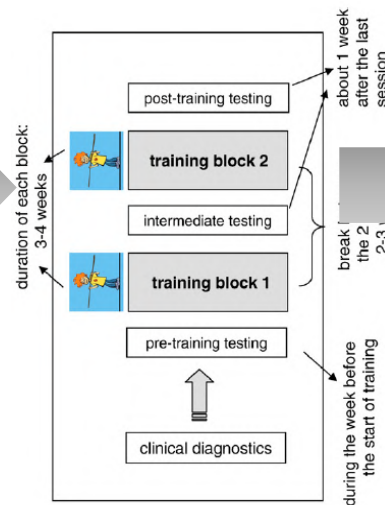 about 1 week
after the last
session
post-training testing
duration of each block:
3-4 weeks
training block 2
intermediate testing
break
the 2
2-3
training block 1
pre-training testing
during the week before
the start of training
clinical diagnostics